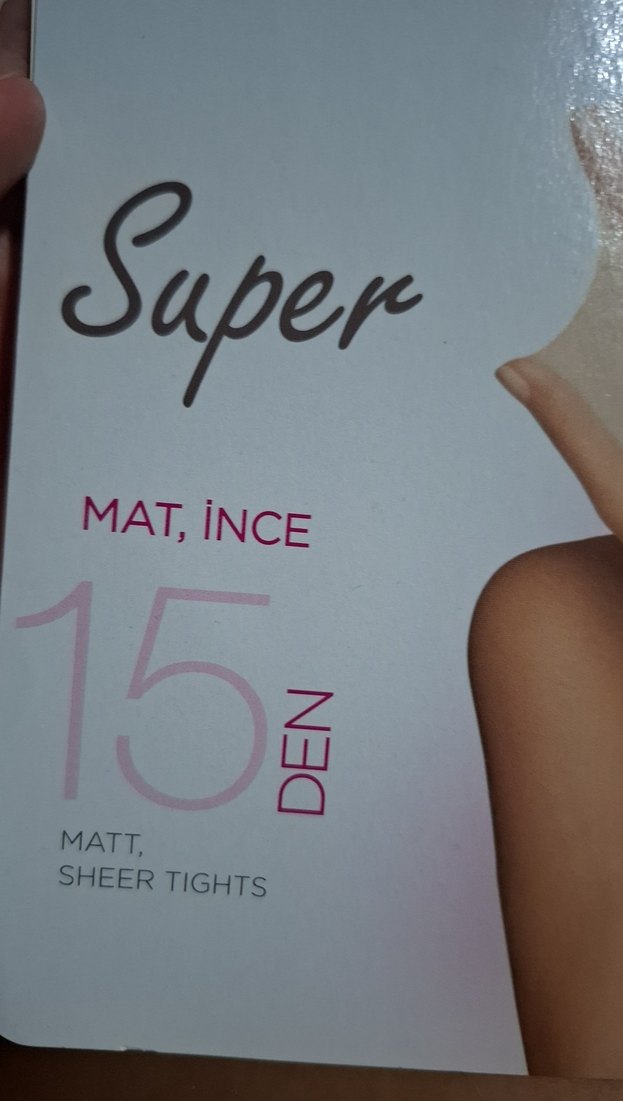 Super
MAT, İNCE
15 DEN
MATT,
SHEER TIGHTS